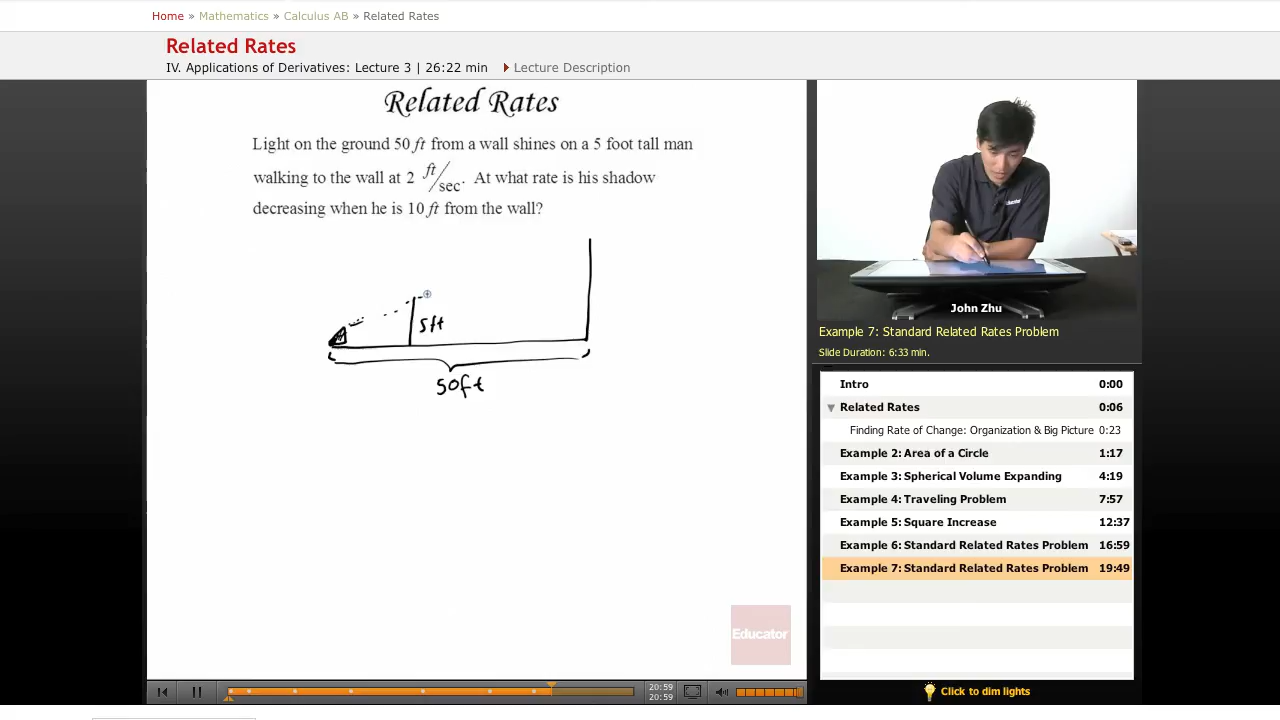 Home » Mathematics » Calculus AB » Related Rates
Related Rates
IV. Applications of Derivatives: Lecture 3 | 26:22 min Lecture Description
Related Rates
Light on the ground 50 ft from a wall shines on a 5 foot tall man
walking to the wall at 2 ft/sec. At what rate is his shadow
decreasing when he is 10 ft from the wall?
5ft
50ft
Educator
John Zhu
Example 7: Standard Related Rates Problem
Slide Duration: 6:33 min.
Intro 0:00
Related Rates 0:06
Finding Rate of Change: Organization & Big Picture 0:23
Example 2: Area of a Circle 1:17
Example 3: Spherical Volume Expanding 4:19
Example 4: Traveling Problem 7:57
Example 5: Square Increase 12:37
Example 6: Standard Related Rates Problem 16:59
Example 7: Standard Related Rates Problem 19:49
20:59
20:59
Click to dim lights